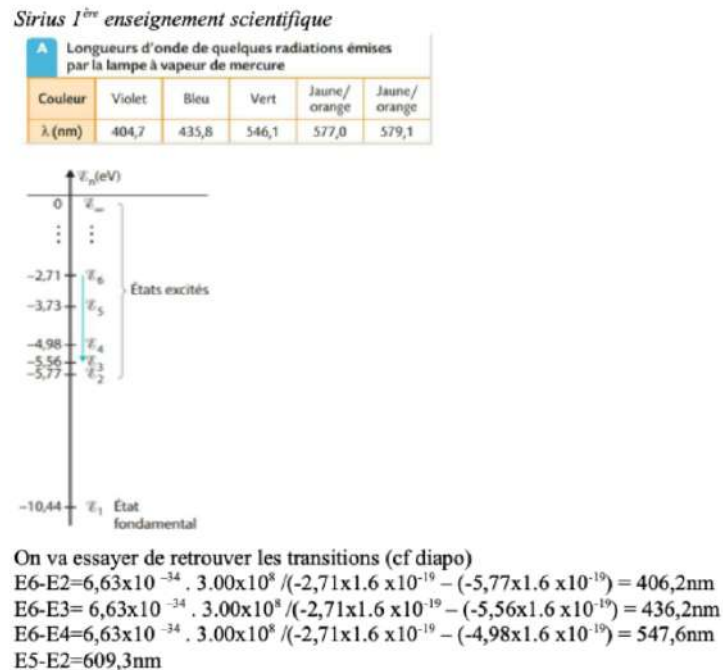 Sirius 1ère enseignement scientifique
A Longueurs d'onde de quelques radiations émises
par la lampe à vapeur de mercure
Couleur Violet Bleu Vert Jaune/orange Jaune/orange
λ (nm) 404,7 435,8 546,1 577,0 579,1
ℰn(eV)
0 ℰ∞
⋮ ⋮
-2,71 ℰ6
États excités
-3,73 ℰ5
-4,98 ℰ4
-5,56 ℰ3
-5,77 ℰ2
-10,44 ℰ1 État
fondamental
On va essayer de retrouver les transitions (cf diapo)
E6-E2=6,63x10 ⁻³⁴ . 3.00x10⁸ /(-2,71x1.6 x10⁻¹⁹ – (-5,77x1.6 x10⁻¹⁹) = 406,2nm
E6-E3= 6,63x10 ⁻³⁴ . 3.00x10⁸ /(-2,71x1.6 x10⁻¹⁹ – (-5,56x1.6 x10⁻¹⁹) = 436,2nm
E6-E4=6,63x10 ⁻³⁴ . 3.00x10⁸ /(-2,71x1.6 x10⁻¹⁹ – (-4,98x1.6 x10⁻¹⁹) = 547,6nm
E5-E2=609,3nm